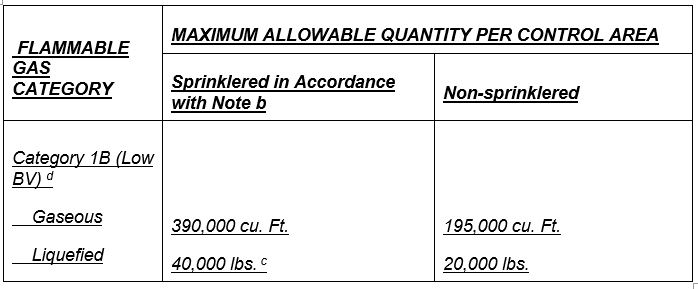 FLAMMABLE
GAS
CATEGORY
MAXIMUM ALLOWABLE QUANTITY PER CONTROL AREA
Sprinklered in Accordance
with Note b
Non-sprinklered
Category 1B (Low
BV) d
Gaseous
390,000 cu. Ft.
195,000 cu. Ft.
Liquefied
40,000 lbs. c
20,000 lbs.